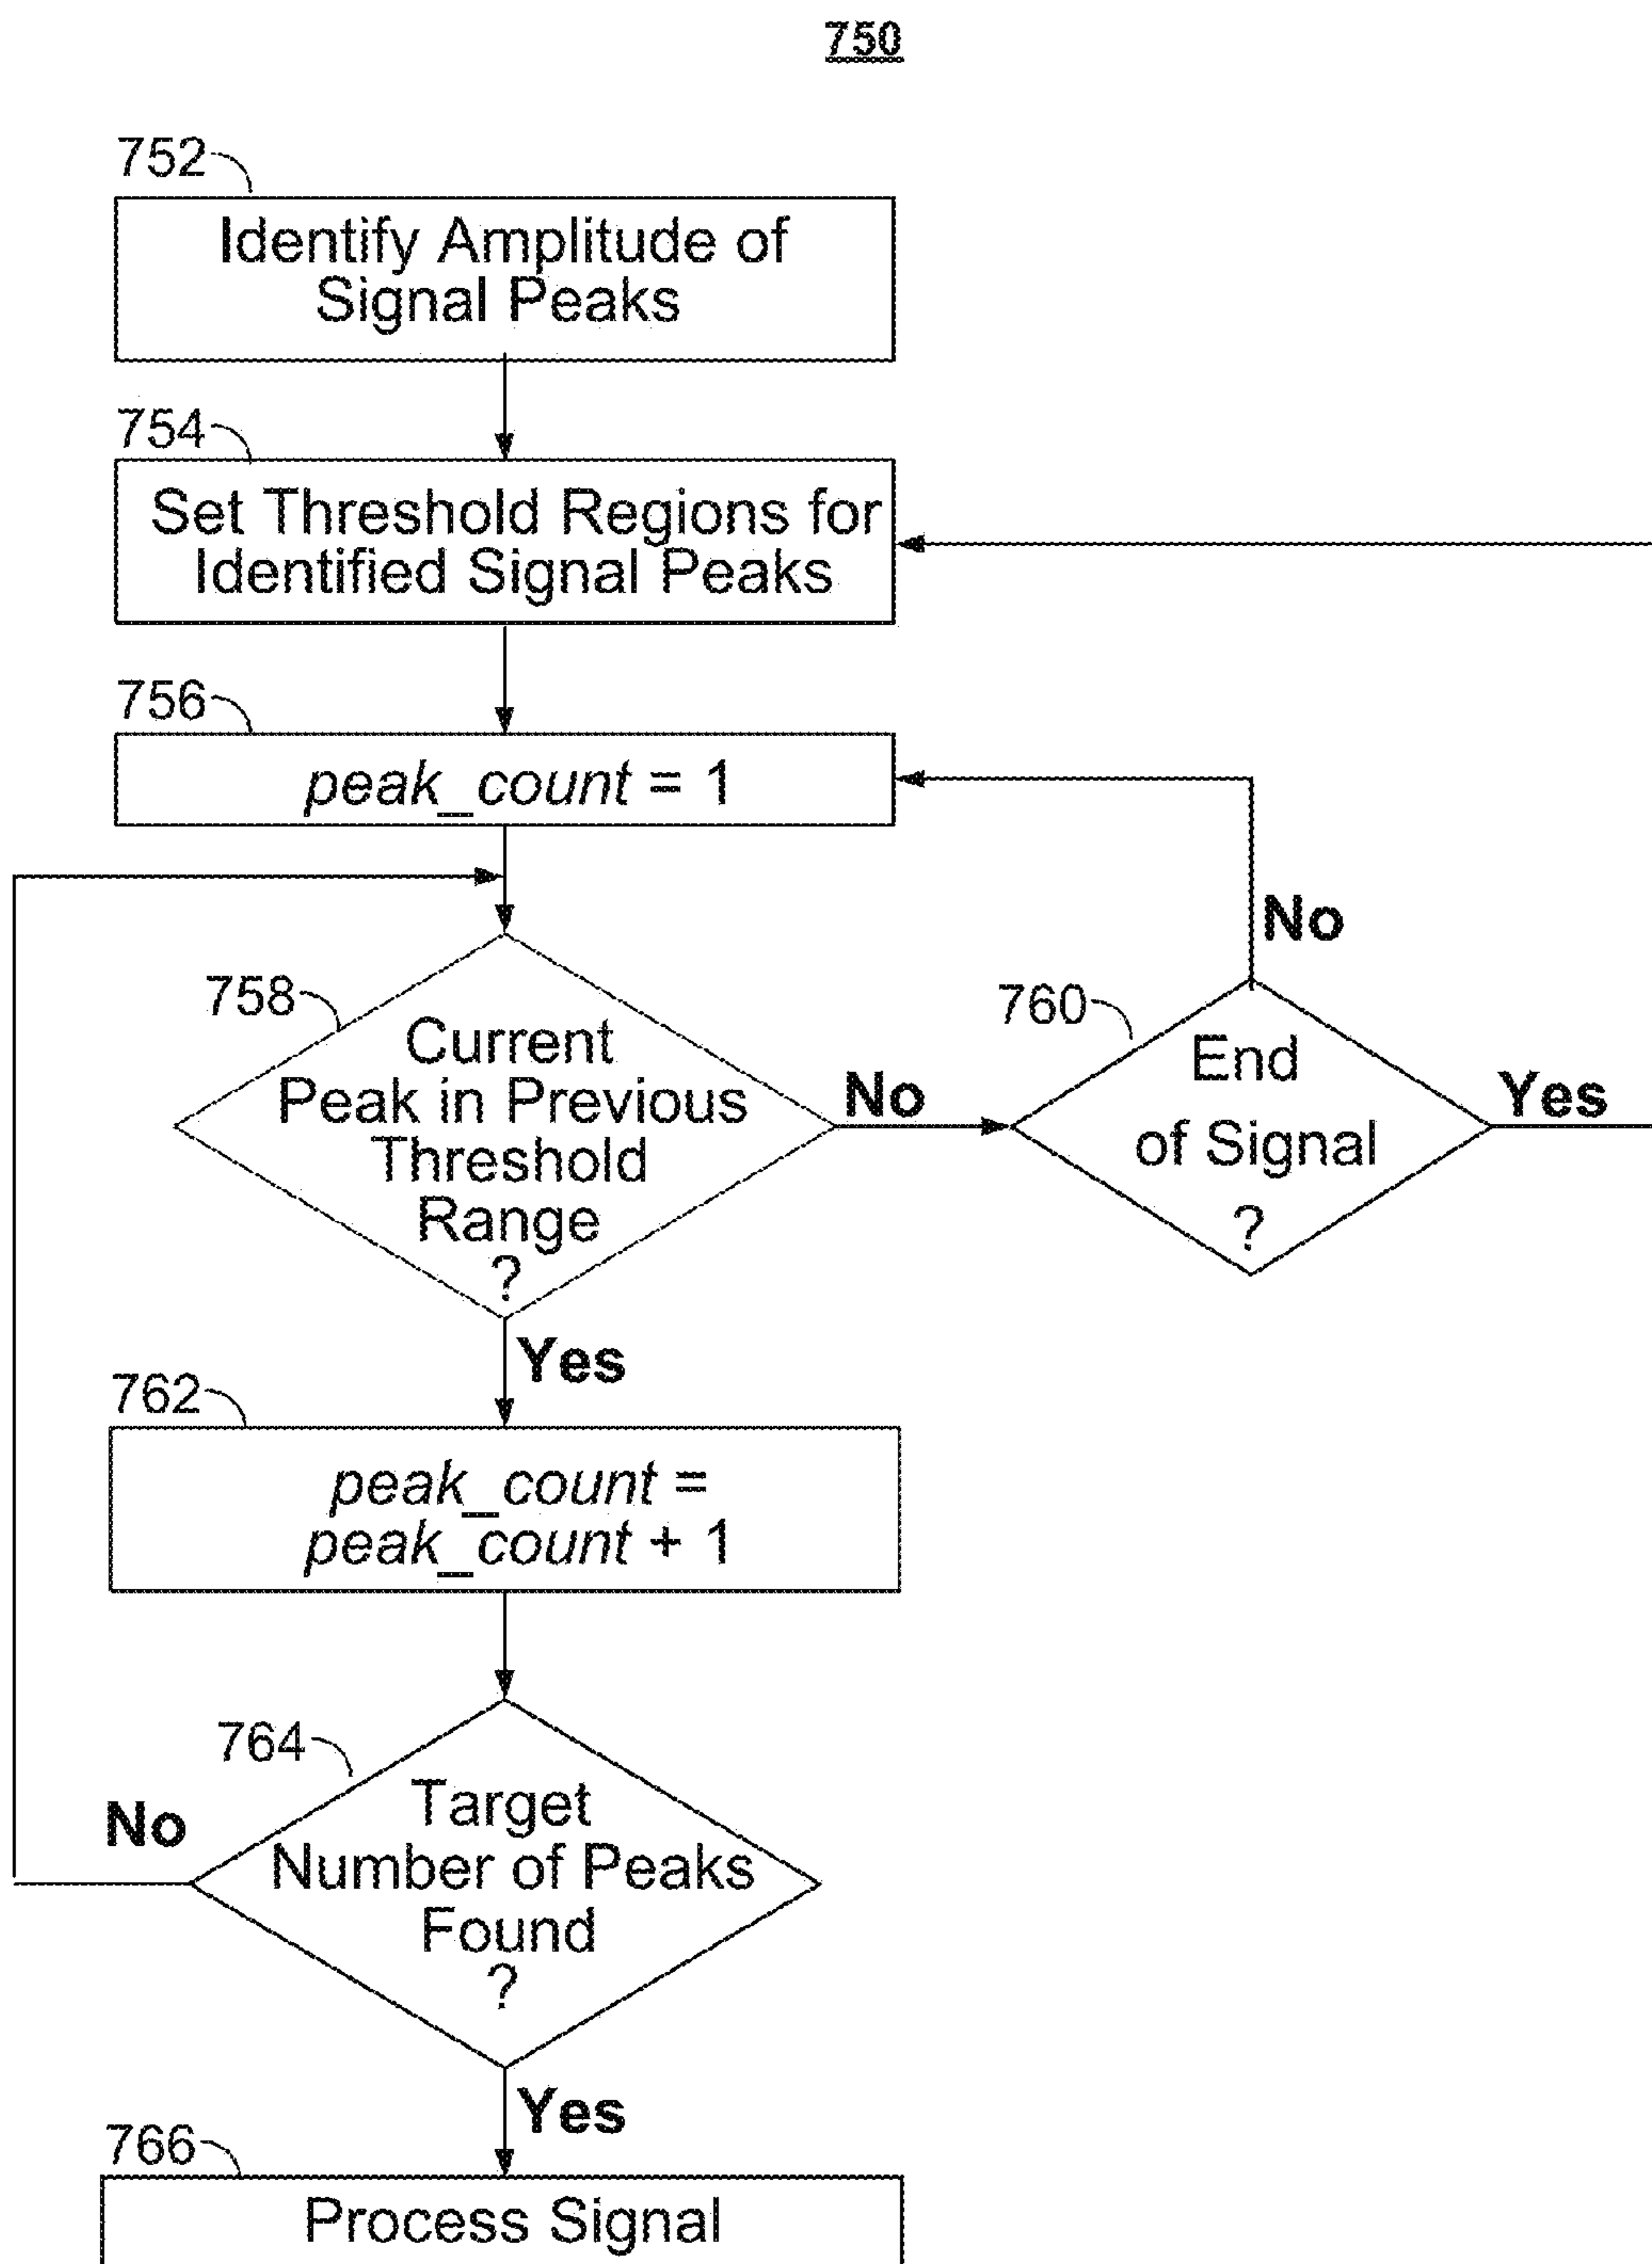 750
752
Identify Amplitude of
Signal Peaks
754
Set Threshold Regions for
Identified Signal Peaks
756
peak_count = 1
758
Current
Peak in Previous
Threshold
Range
?
No
760
End
of Signal
?
No
Yes
Yes
762
peak_count =
peak_count + 1
764
Target
Number of Peaks
Found
?
No
Yes
766
Process Signal